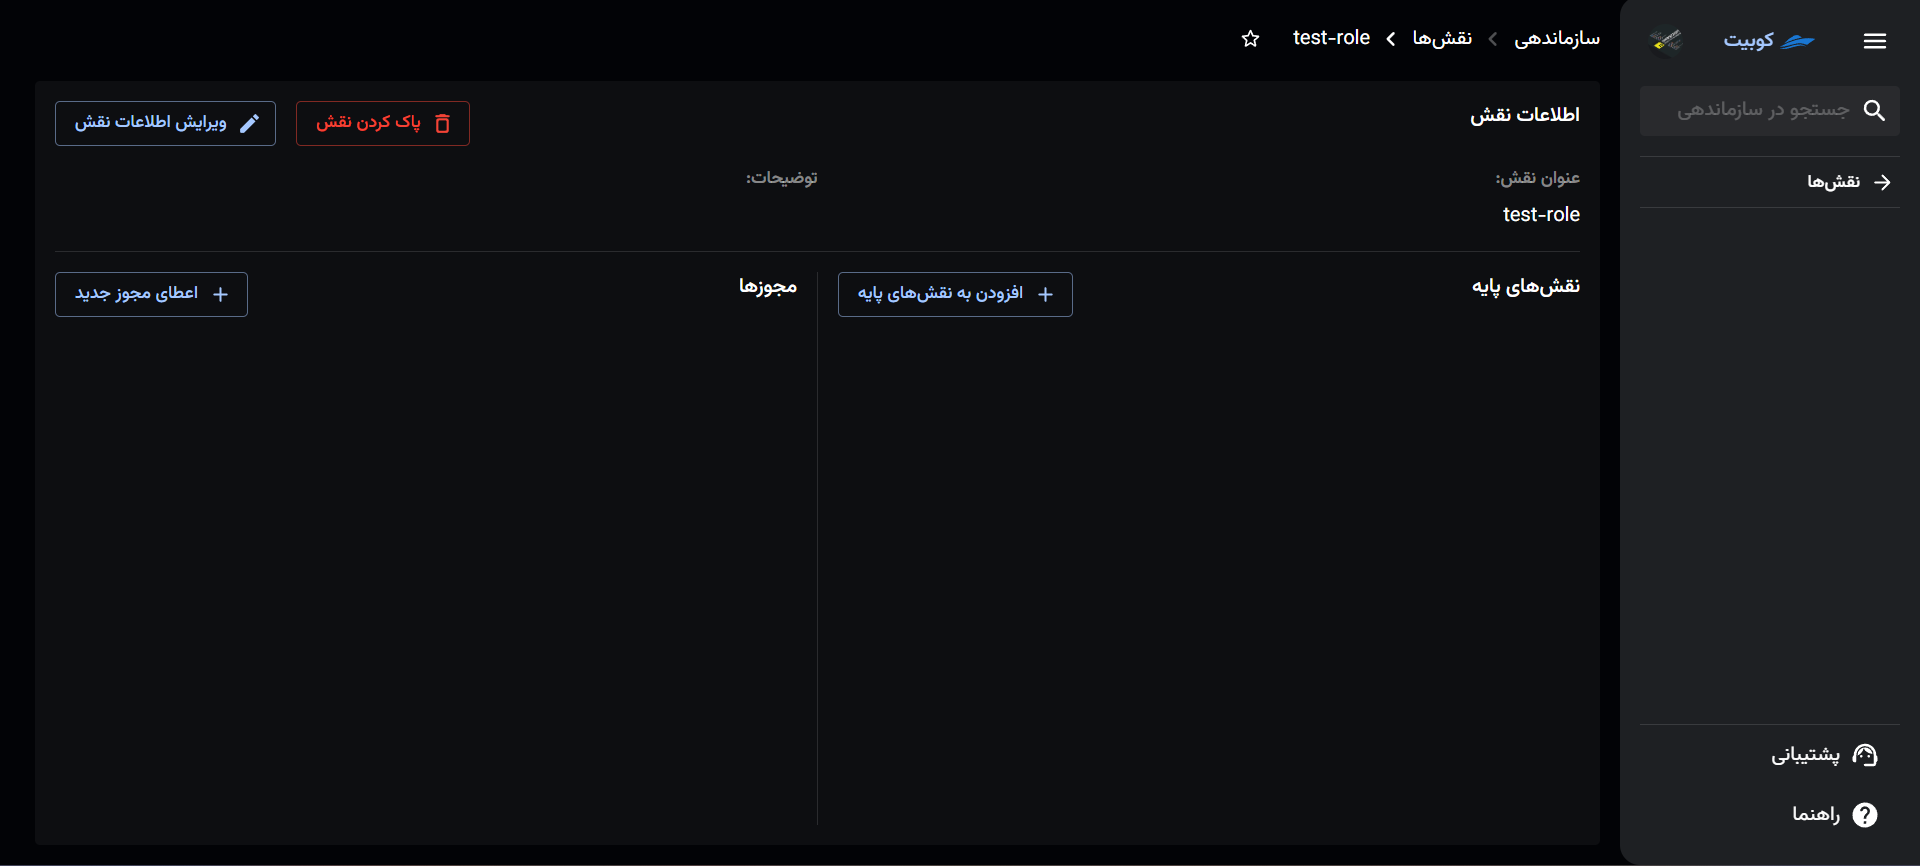 کوبیت
جستجو در سازماندهی
نقش‌ها
پشتیبانی
راهنما
سازماندهی
نقش‌ها
test-role
اطلاعات نقش
پاک کردن نقش
ویرایش اطلاعات نقش
عنوان نقش:
test-role
توضیحات:
نقش‌های پایه
افزودن به نقش‌های پایه
مجوزها
اعطای مجوز جدید